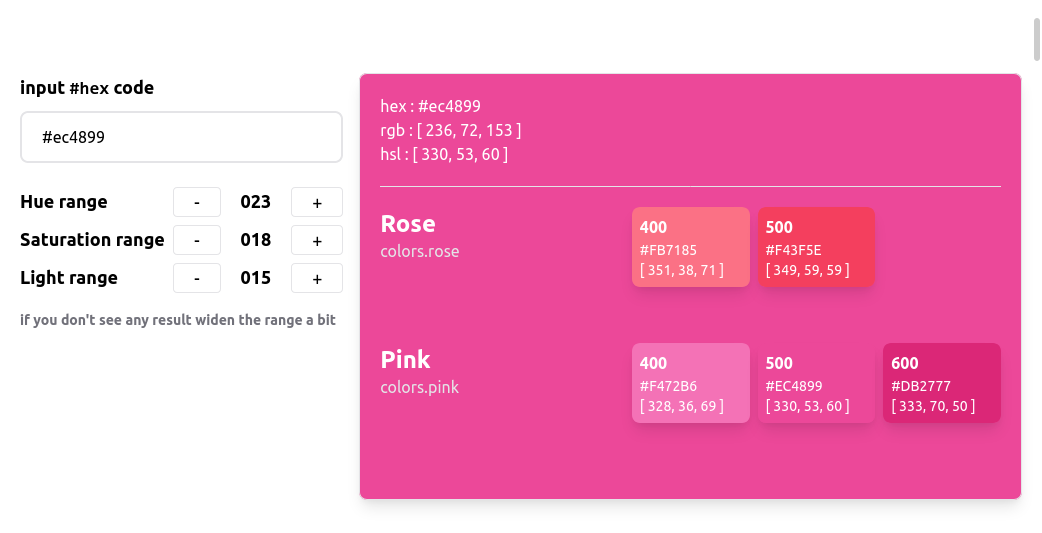 input #hex code
#ec4899
Hue range - 023 +
Saturation range - 018 +
Light range - 015 +
if you don't see any result widen the range a bit
hex : #ec4899
rgb : [ 236, 72, 153 ]
hsl : [ 330, 53, 60 ]
Rose
colors.rose
400
#FB7185
[ 351, 38, 71 ]
500
#F43F5E
[ 349, 59, 59 ]
Pink
colors.pink
400
#F472B6
[ 328, 36, 69 ]
500
#EC4899
[ 330, 53, 60 ]
600
#DB2777
[ 333, 70, 50 ]